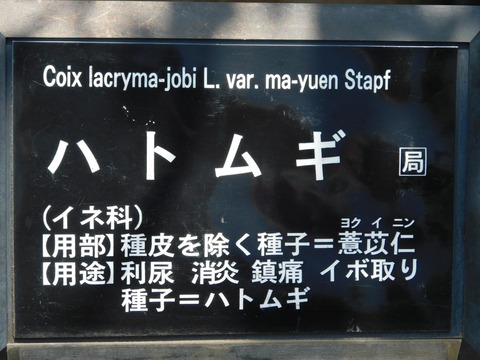 Coix lacryma-jobi L. var. ma-yuen Stapf
ハトムギ 局
(イネ科)
ヨク イ ニン
【用部】種皮を除く種子=薏苡仁
【用途】利尿 消炎 鎮痛 イボ取り
種子=ハトムギ